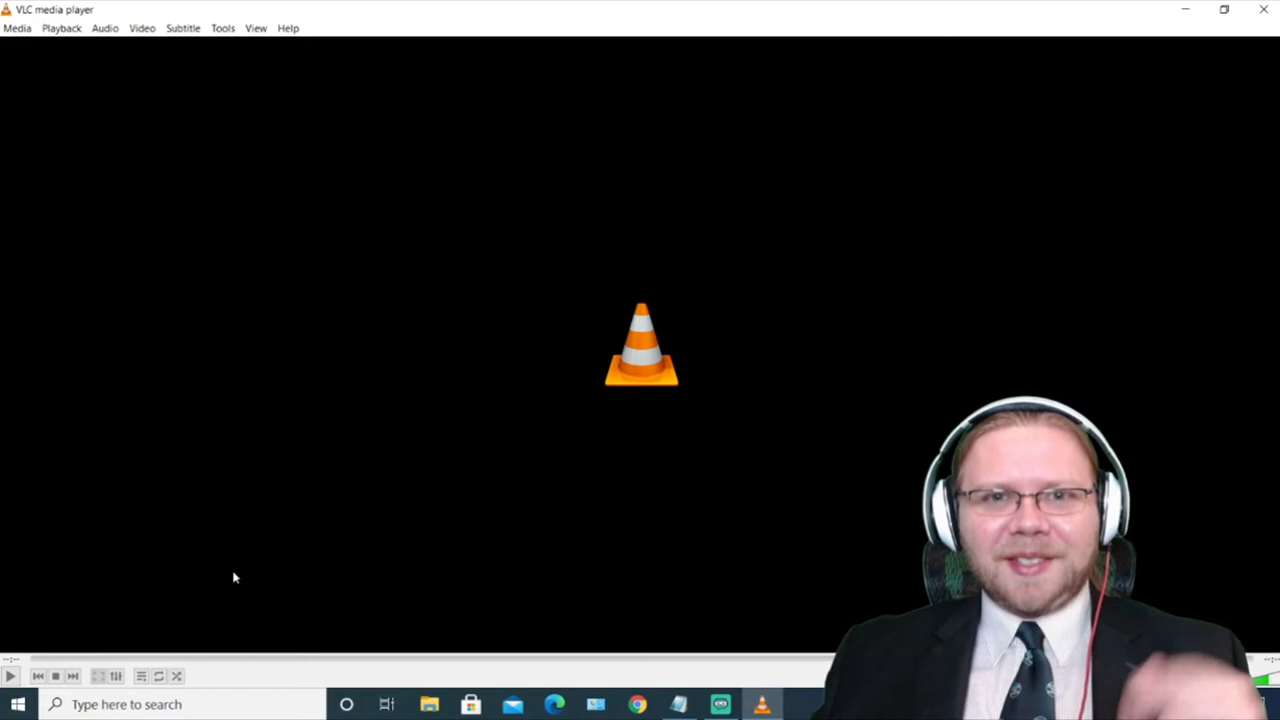 VLC media player
Media Playback Audio Video Subtitle Tools View Help
--:-- --:--
Type here to search